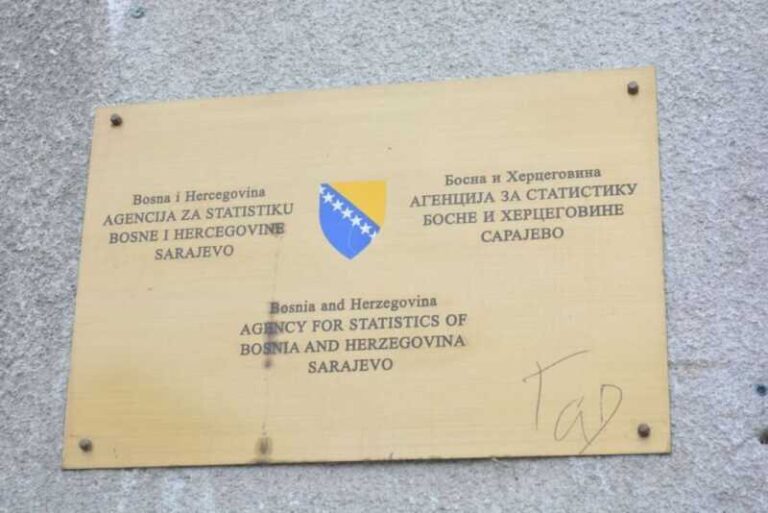 Bosna i Hercegovina
AGENCIJA ZA STATISTIKU
BOSNE I HERCEGOVINE
SARAJEVO
Босна и Херцеговина
АГЕНЦИЈА ЗА СТАТИСТИКУ
БОСНЕ И ХЕРЦЕГОВИНЕ
САРАЈЕВО
Bosnia and Herzegovina
AGENCY FOR STATISTICS OF
BOSNIA AND HERZEGOVINA
SARAJEVO